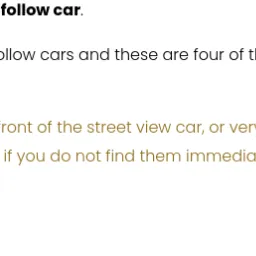 follow car.
ollow cars and these are four of t
ront of the street view car, or ver
if you do not find them immedia